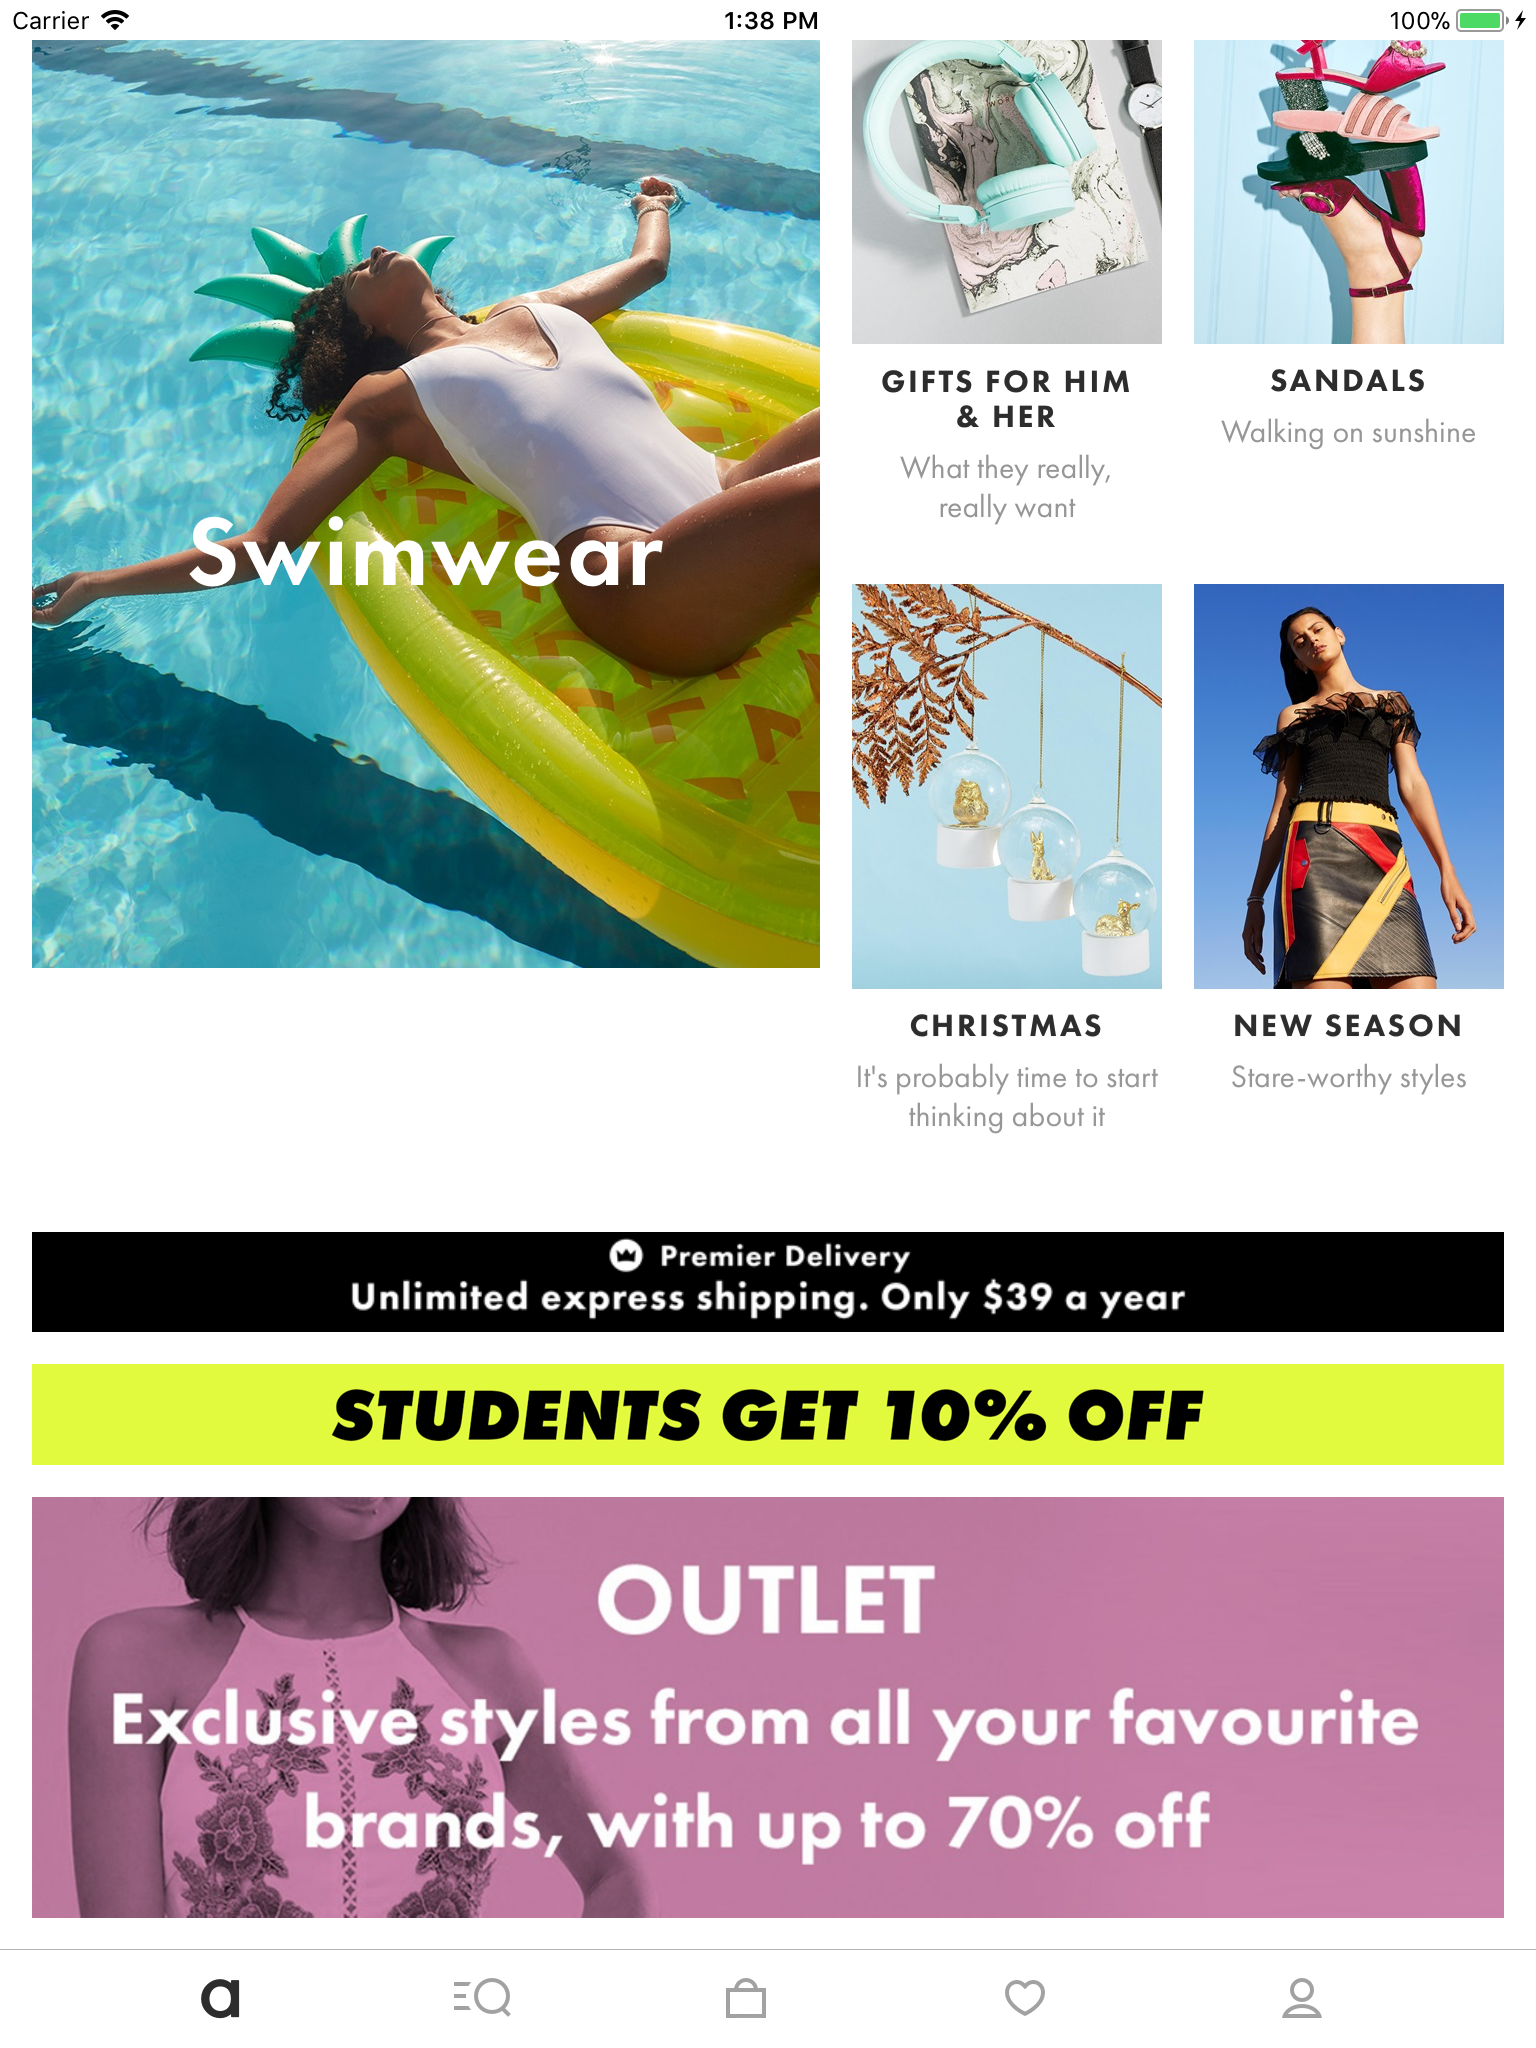 Carrier
1:38 PM
100%
Swimwear
GIFTS FOR HIM
& HER
What they really,
really want
SANDALS
Walking on sunshine
CHRISTMAS
It's probably time to start
thinking about it
NEW SEASON
Stare-worthy styles
Premier Delivery
Unlimited express shipping. Only $39 a year
STUDENTS GET 10% OFF
OUTLET
Exclusive styles from all your favourite
brands, with up to 70% off
a